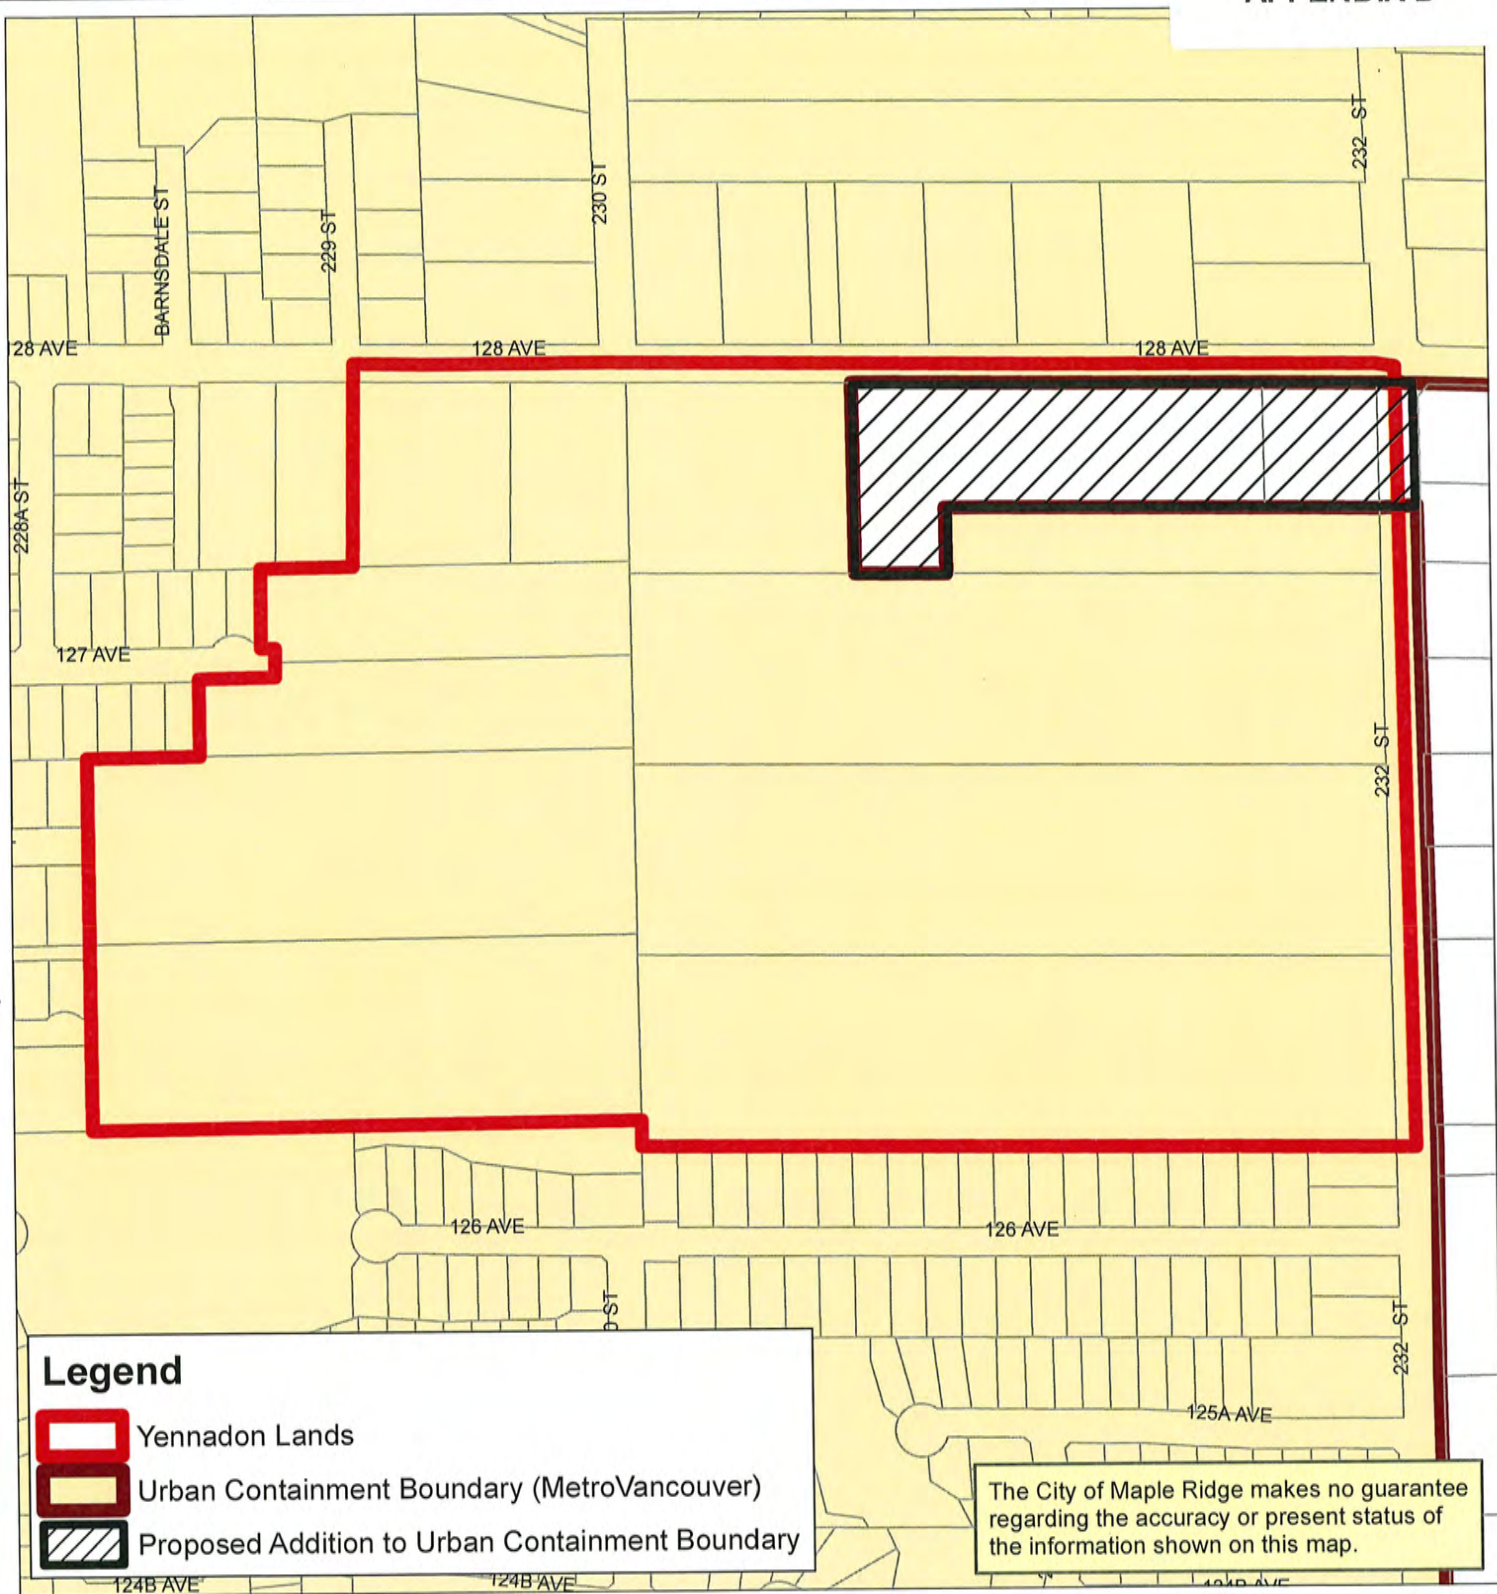 232 ST
230 ST
BARNSDALE ST
229 ST
128 AVE
128 AVE
228A ST
127 AVE
232 ST
126 AVE
126 AVE
232 ST
125A AVE
Legend
Yennadon Lands
Urban Containment Boundary (MetroVancouver)
Proposed Addition to Urban Containment Boundary
The City of Maple Ridge makes no guarantee
regarding the accuracy or present status of
the information shown on this map.
124B AVE
124B AVE